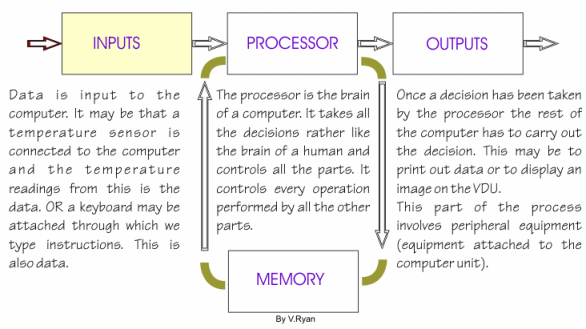 INPUTS
PROCESSOR
OUTPUTS
Data is input to the
computer. It may be that a
temperature sensor is
connected to the computer
and the temperature
readings from this is the
data. OR a keyboard may be
attached through which we
type instructions. This is
also data.
The processor is the brain
of a computer. It takes all
the decisions rather like
the brain of a human and
controls all the parts. It
controls every operation
performed by all the other
parts.
Once a decision has been taken
by the processor the rest of
the computer has to carry out
the decision. This may be to
print out data or to display an
image on the VDU.
This part of the process
involves peripheral equipment
(equipment attached to the
computer unit).
MEMORY
By V.Ryan